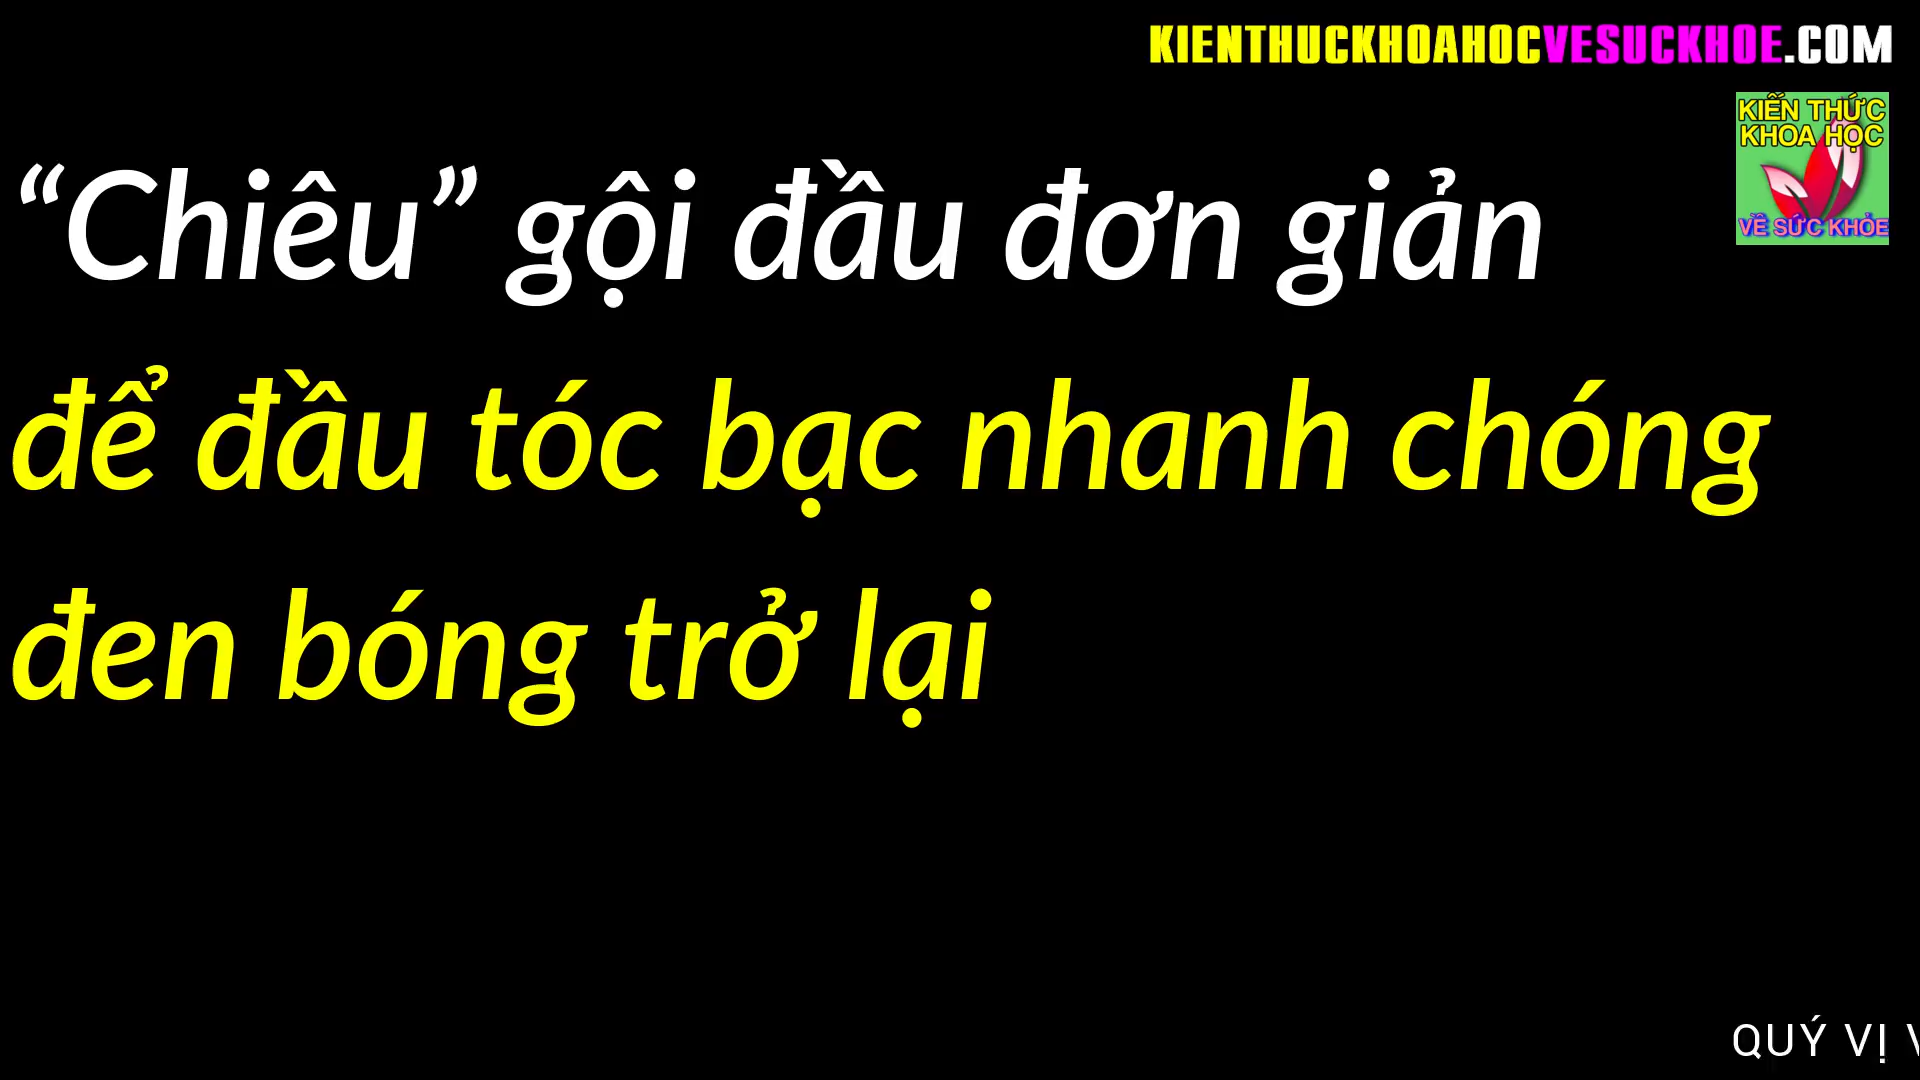 KIENTHUCKHOAHOCVESUCKHOE.COM
KIẾN THỨC
KHOA HỌC
VỀ SỨC KHỎE
“Chiêu” gội đầu đơn giản
để đầu tóc bạc nhanh chóng
đen bóng trở lại
QUÝ VỊ